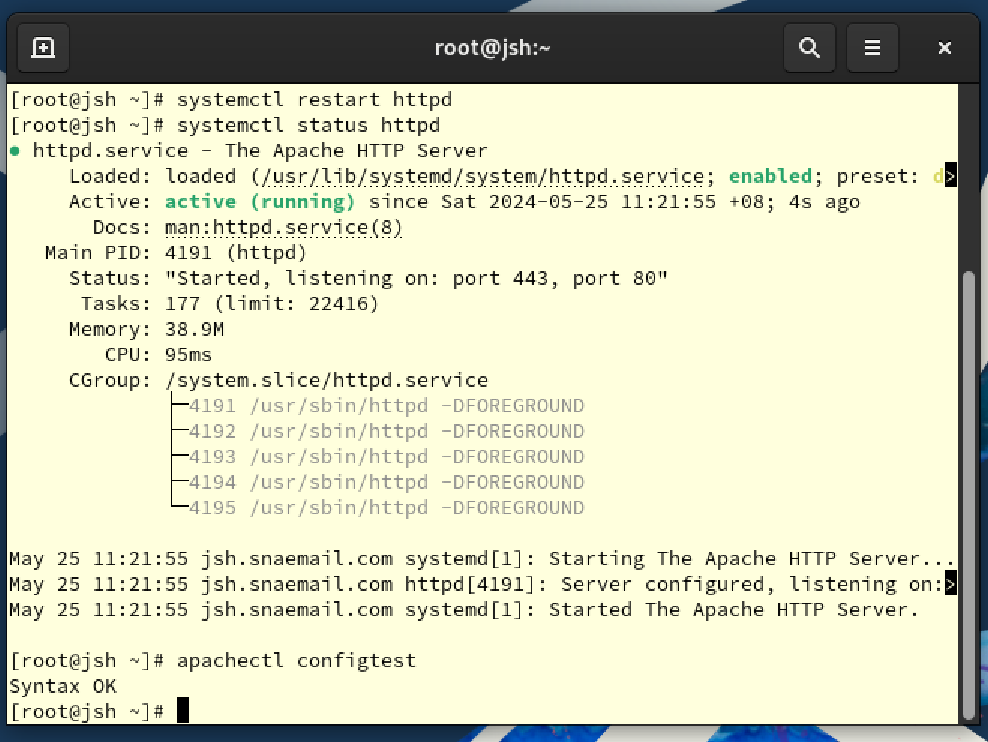 root@jsh:~
[root@jsh ~]# systemctl restart httpd
[root@jsh ~]# systemctl status httpd
● httpd.service - The Apache HTTP Server
     Loaded: loaded (/usr/lib/systemd/system/httpd.service; enabled; preset: d>
     Active: active (running) since Sat 2024-05-25 11:21:55 +08; 4s ago
       Docs: man:httpd.service(8)
   Main PID: 4191 (httpd)
     Status: "Started, listening on: port 443, port 80"
      Tasks: 177 (limit: 22416)
     Memory: 38.9M
        CPU: 95ms
     CGroup: /system.slice/httpd.service
             ├─4191 /usr/sbin/httpd -DFOREGROUND
             ├─4192 /usr/sbin/httpd -DFOREGROUND
             ├─4193 /usr/sbin/httpd -DFOREGROUND
             ├─4194 /usr/sbin/httpd -DFOREGROUND
             └─4195 /usr/sbin/httpd -DFOREGROUND
May 25 11:21:55 jsh.snaemail.com systemd[1]: Starting The Apache HTTP Server...
May 25 11:21:55 jsh.snaemail.com httpd[4191]: Server configured, listening on:>
May 25 11:21:55 jsh.snaemail.com systemd[1]: Started The Apache HTTP Server.
[root@jsh ~]# apachectl configtest
Syntax OK
[root@jsh ~]#